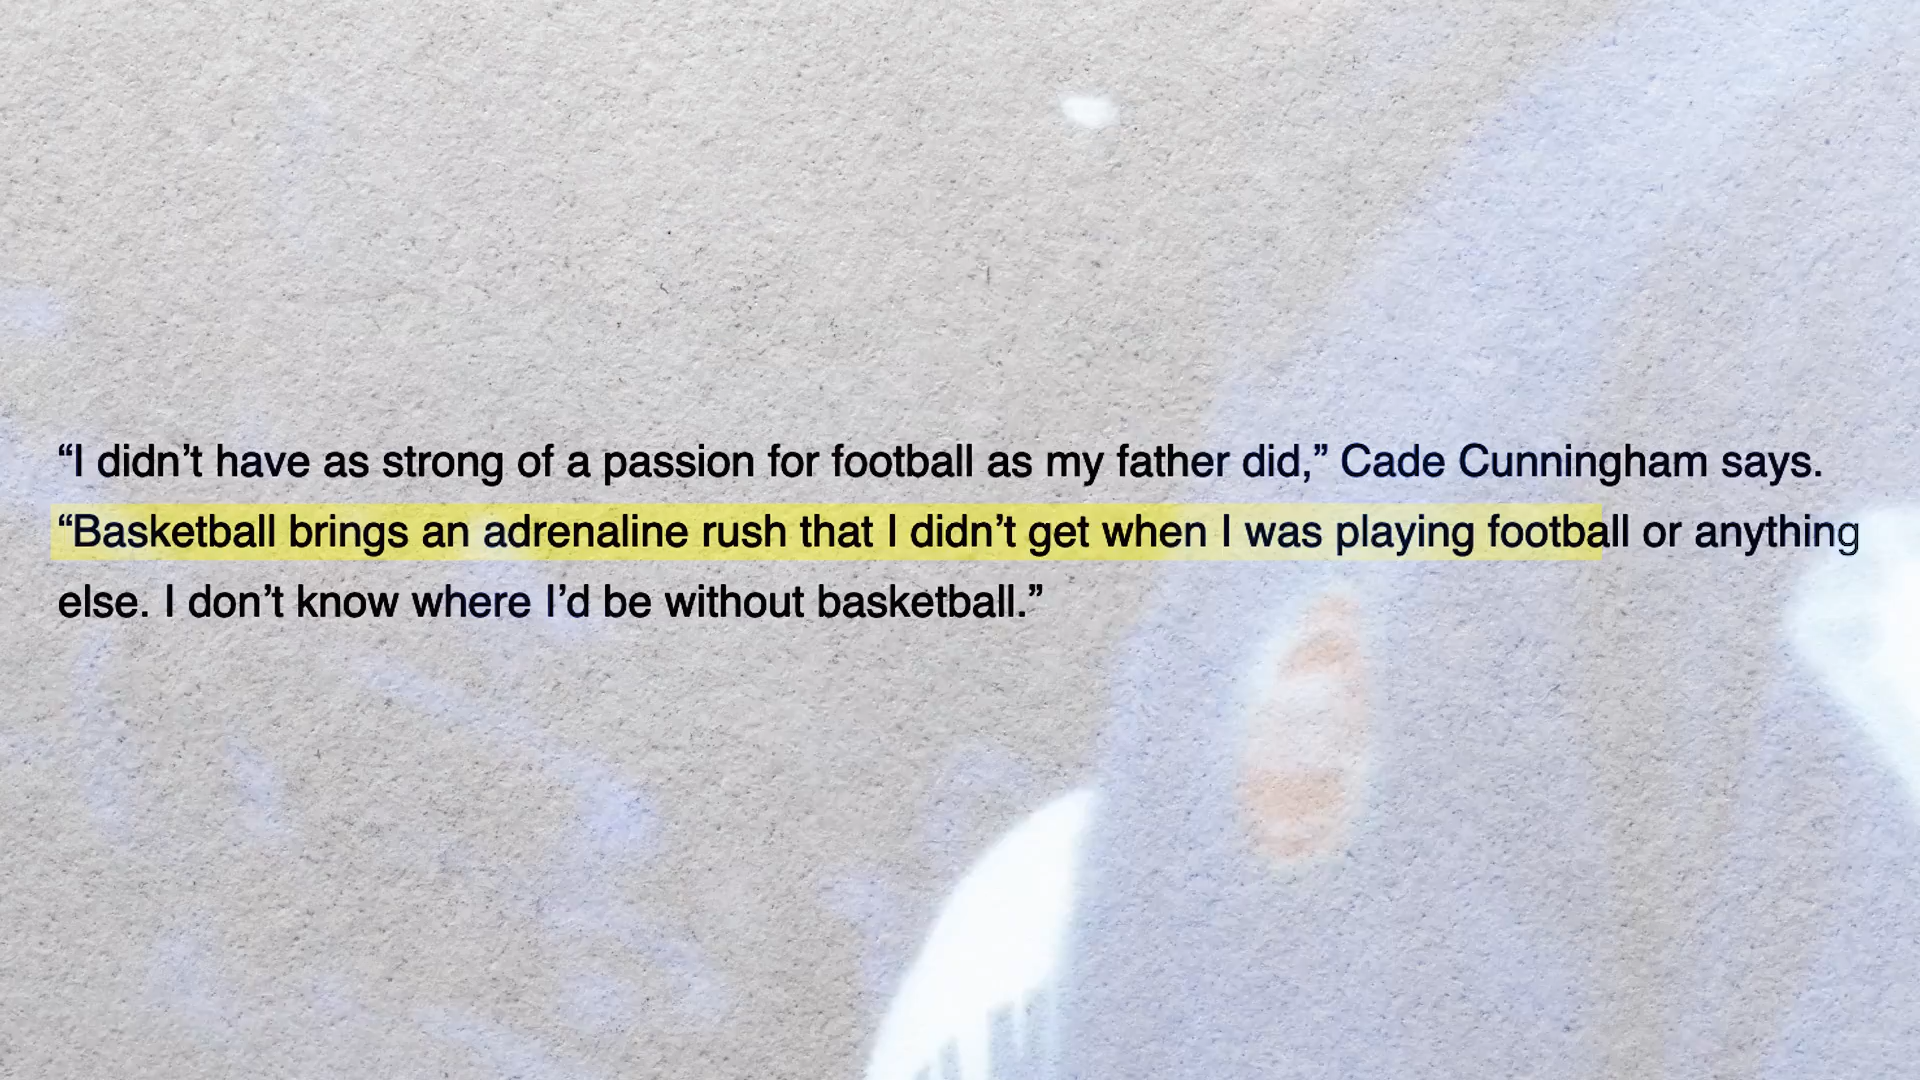 “I didn’t have as strong of a passion for football as my father did,” Cade Cunningham says.
“Basketball brings an adrenaline rush that I didn’t get when I was playing football or anything
else. I don’t know where I’d be without basketball.”